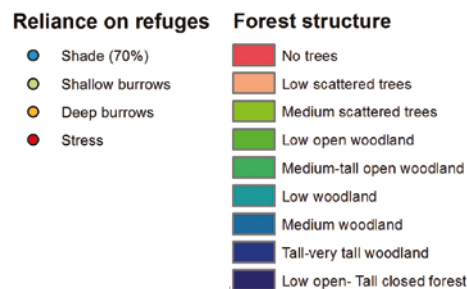 Reliance on refuges
Shade (70%)
Shallow burrows
Deep burrows
Stress
Forest structure
No trees
Low scattered trees
Medium scattered trees
Low open woodland
Medium-tall open woodland
Low woodland
Medium woodland
Tall-very tall woodland
Low open- Tall closed forest